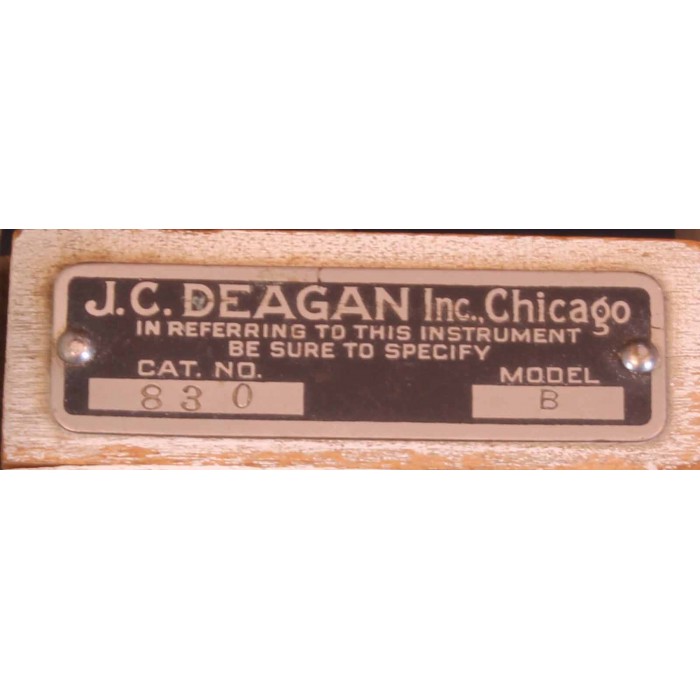 J.C. DEAGAN Inc., Chicago
IN REFERRING TO THIS INSTRUMENT
BE SURE TO SPECIFY
CAT. NO. MODEL
830 B